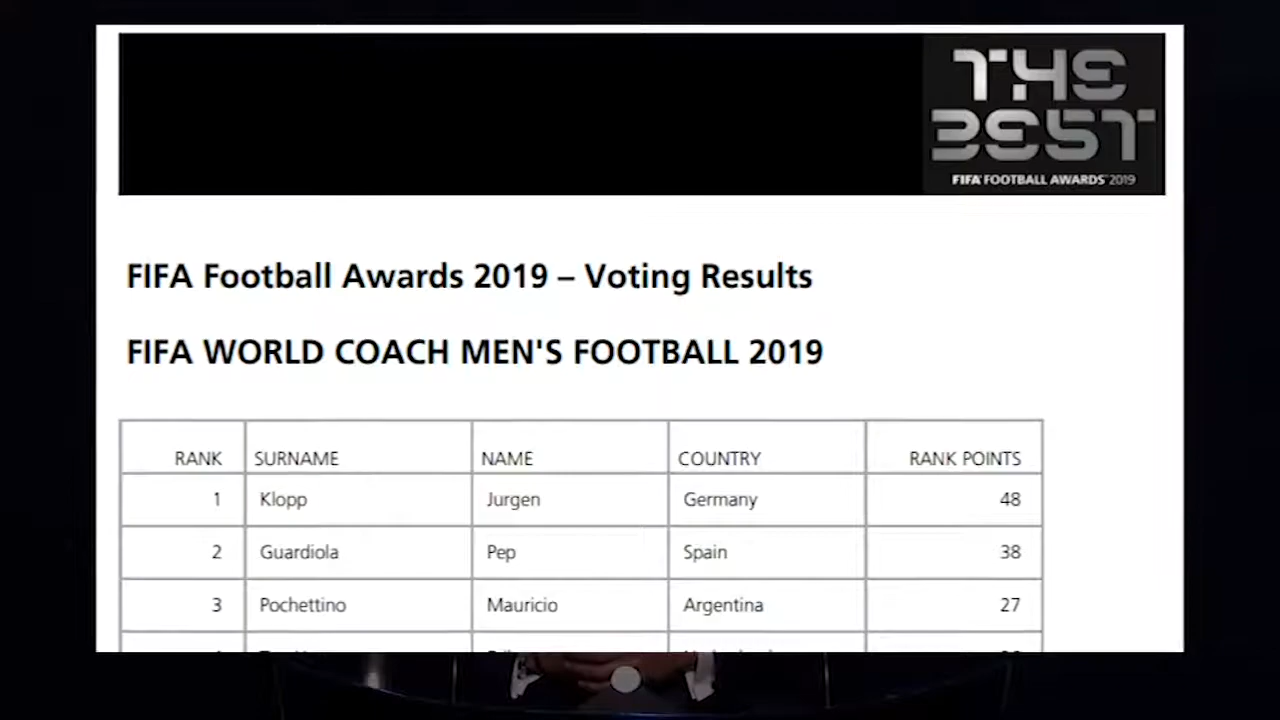 THE
BEST
FIFA FOOTBALL AWARDS 2019
FIFA Football Awards 2019 – Voting Results
FIFA WORLD COACH MEN'S FOOTBALL 2019
RANK SURNAME NAME COUNTRY RANK POINTS
1 Klopp Jurgen Germany 48
2 Guardiola Pep Spain 38
3 Pochettino Mauricio Argentina 27